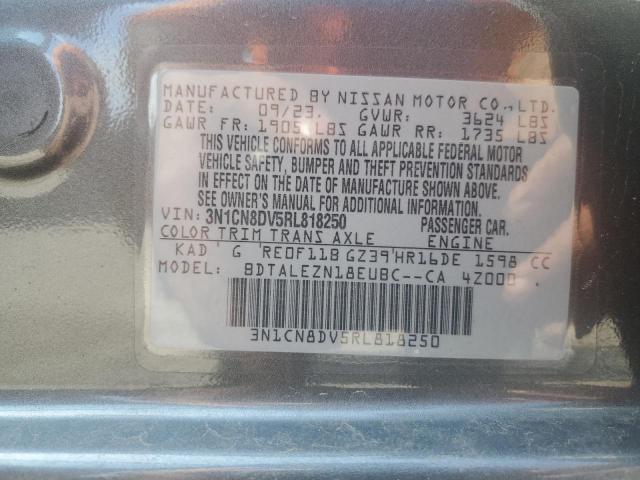 MANUFACTURED BY NISSAN MOTOR CO., LTD.
DATE: 09/23. GVWR: 3624 LBS
GAWR FR: 1905 LBS GAWR RR: 1735 LBS
THIS VEHICLE CONFORMS TO ALL APPLICABLE FEDERAL MOTOR
VEHICLE SAFETY, BUMPER AND THEFT PREVENTION STANDARDS
IN EFFECT ON THE DATE OF MANUFACTURE SHOWN ABOVE.
SEE OWNER'S MANUAL FOR ADDITIONAL INFORMATION.
VIN: 3N1CN8DV5RL818250 PASSENGER CAR.
COLOR TRIM TRANS AXLE ENGINE
KAD G RE0F11B GZ39 HR16DE 1598 CC
MODEL: BDTALEZN18EUBC--CA 4Z000
3N1CN8DV5RL818250